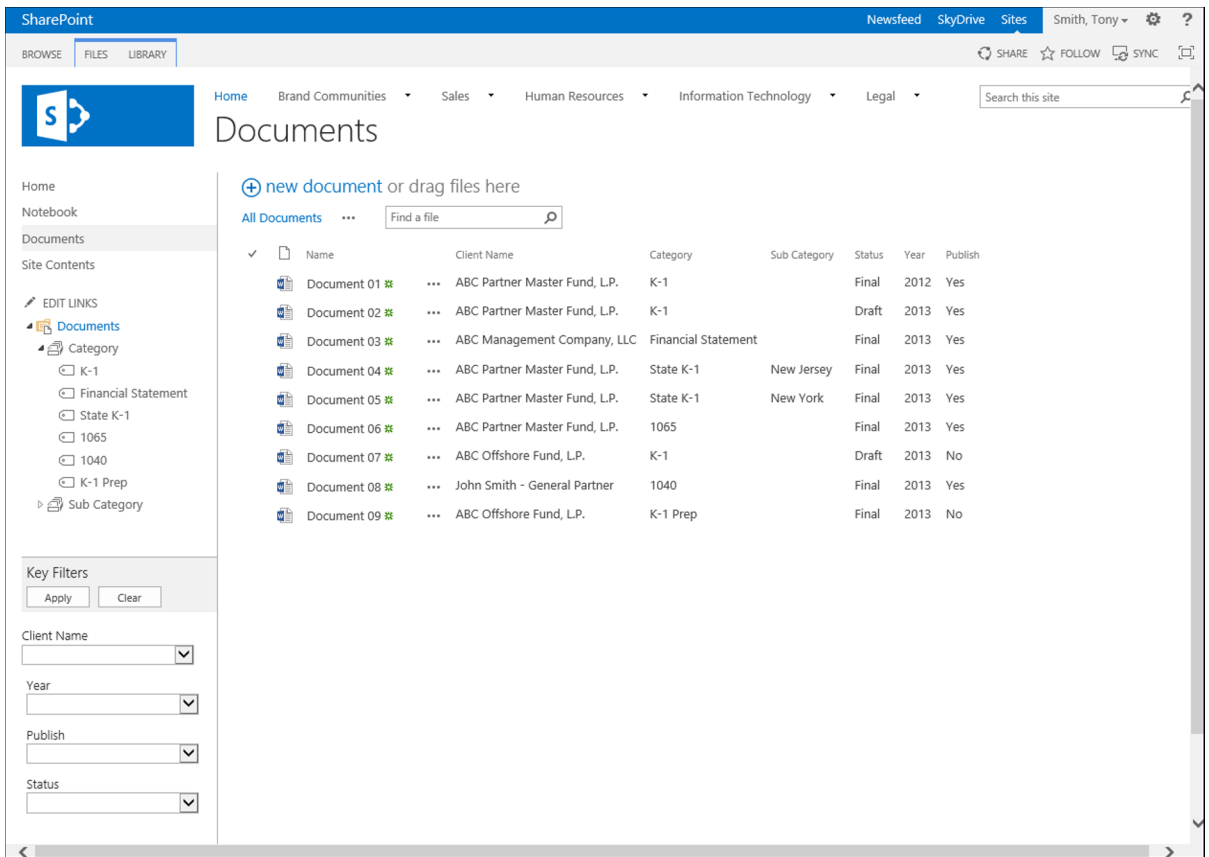 SharePoint Newsfeed SkyDrive Sites Smith, Tony ?
BROWSE FILES LIBRARY SHARE FOLLOW SYNC
S
Home Brand Communities Sales Human Resources Information Technology Legal Search this site
Documents
Home
Notebook
Documents
Site Contents
EDIT LINKS
Documents
Category
K-1
Financial Statement
State K-1
1065
1040
K-1 Prep
Sub Category
Key Filters
Apply Clear
Client Name
Year
Publish
Status
new document or drag files here
All Documents ••• Find a file
Name Client Name Category Sub Category Status Year Publish
Document 01 ••• ABC Partner Master Fund, L.P. K-1 Final 2012 Yes
Document 02 ••• ABC Partner Master Fund, L.P. K-1 Draft 2013 Yes
Document 03 ••• ABC Management Company, LLC Financial Statement Final 2013 Yes
Document 04 ••• ABC Partner Master Fund, L.P. State K-1 New Jersey Final 2013 Yes
Document 05 ••• ABC Partner Master Fund, L.P. State K-1 New York Final 2013 Yes
Document 06 ••• ABC Partner Master Fund, L.P. 1065 Final 2013 Yes
Document 07 ••• ABC Offshore Fund, L.P. K-1 Draft 2013 No
Document 08 ••• John Smith - General Partner 1040 Final 2013 Yes
Document 09 ••• ABC Offshore Fund, L.P. K-1 Prep Final 2013 No